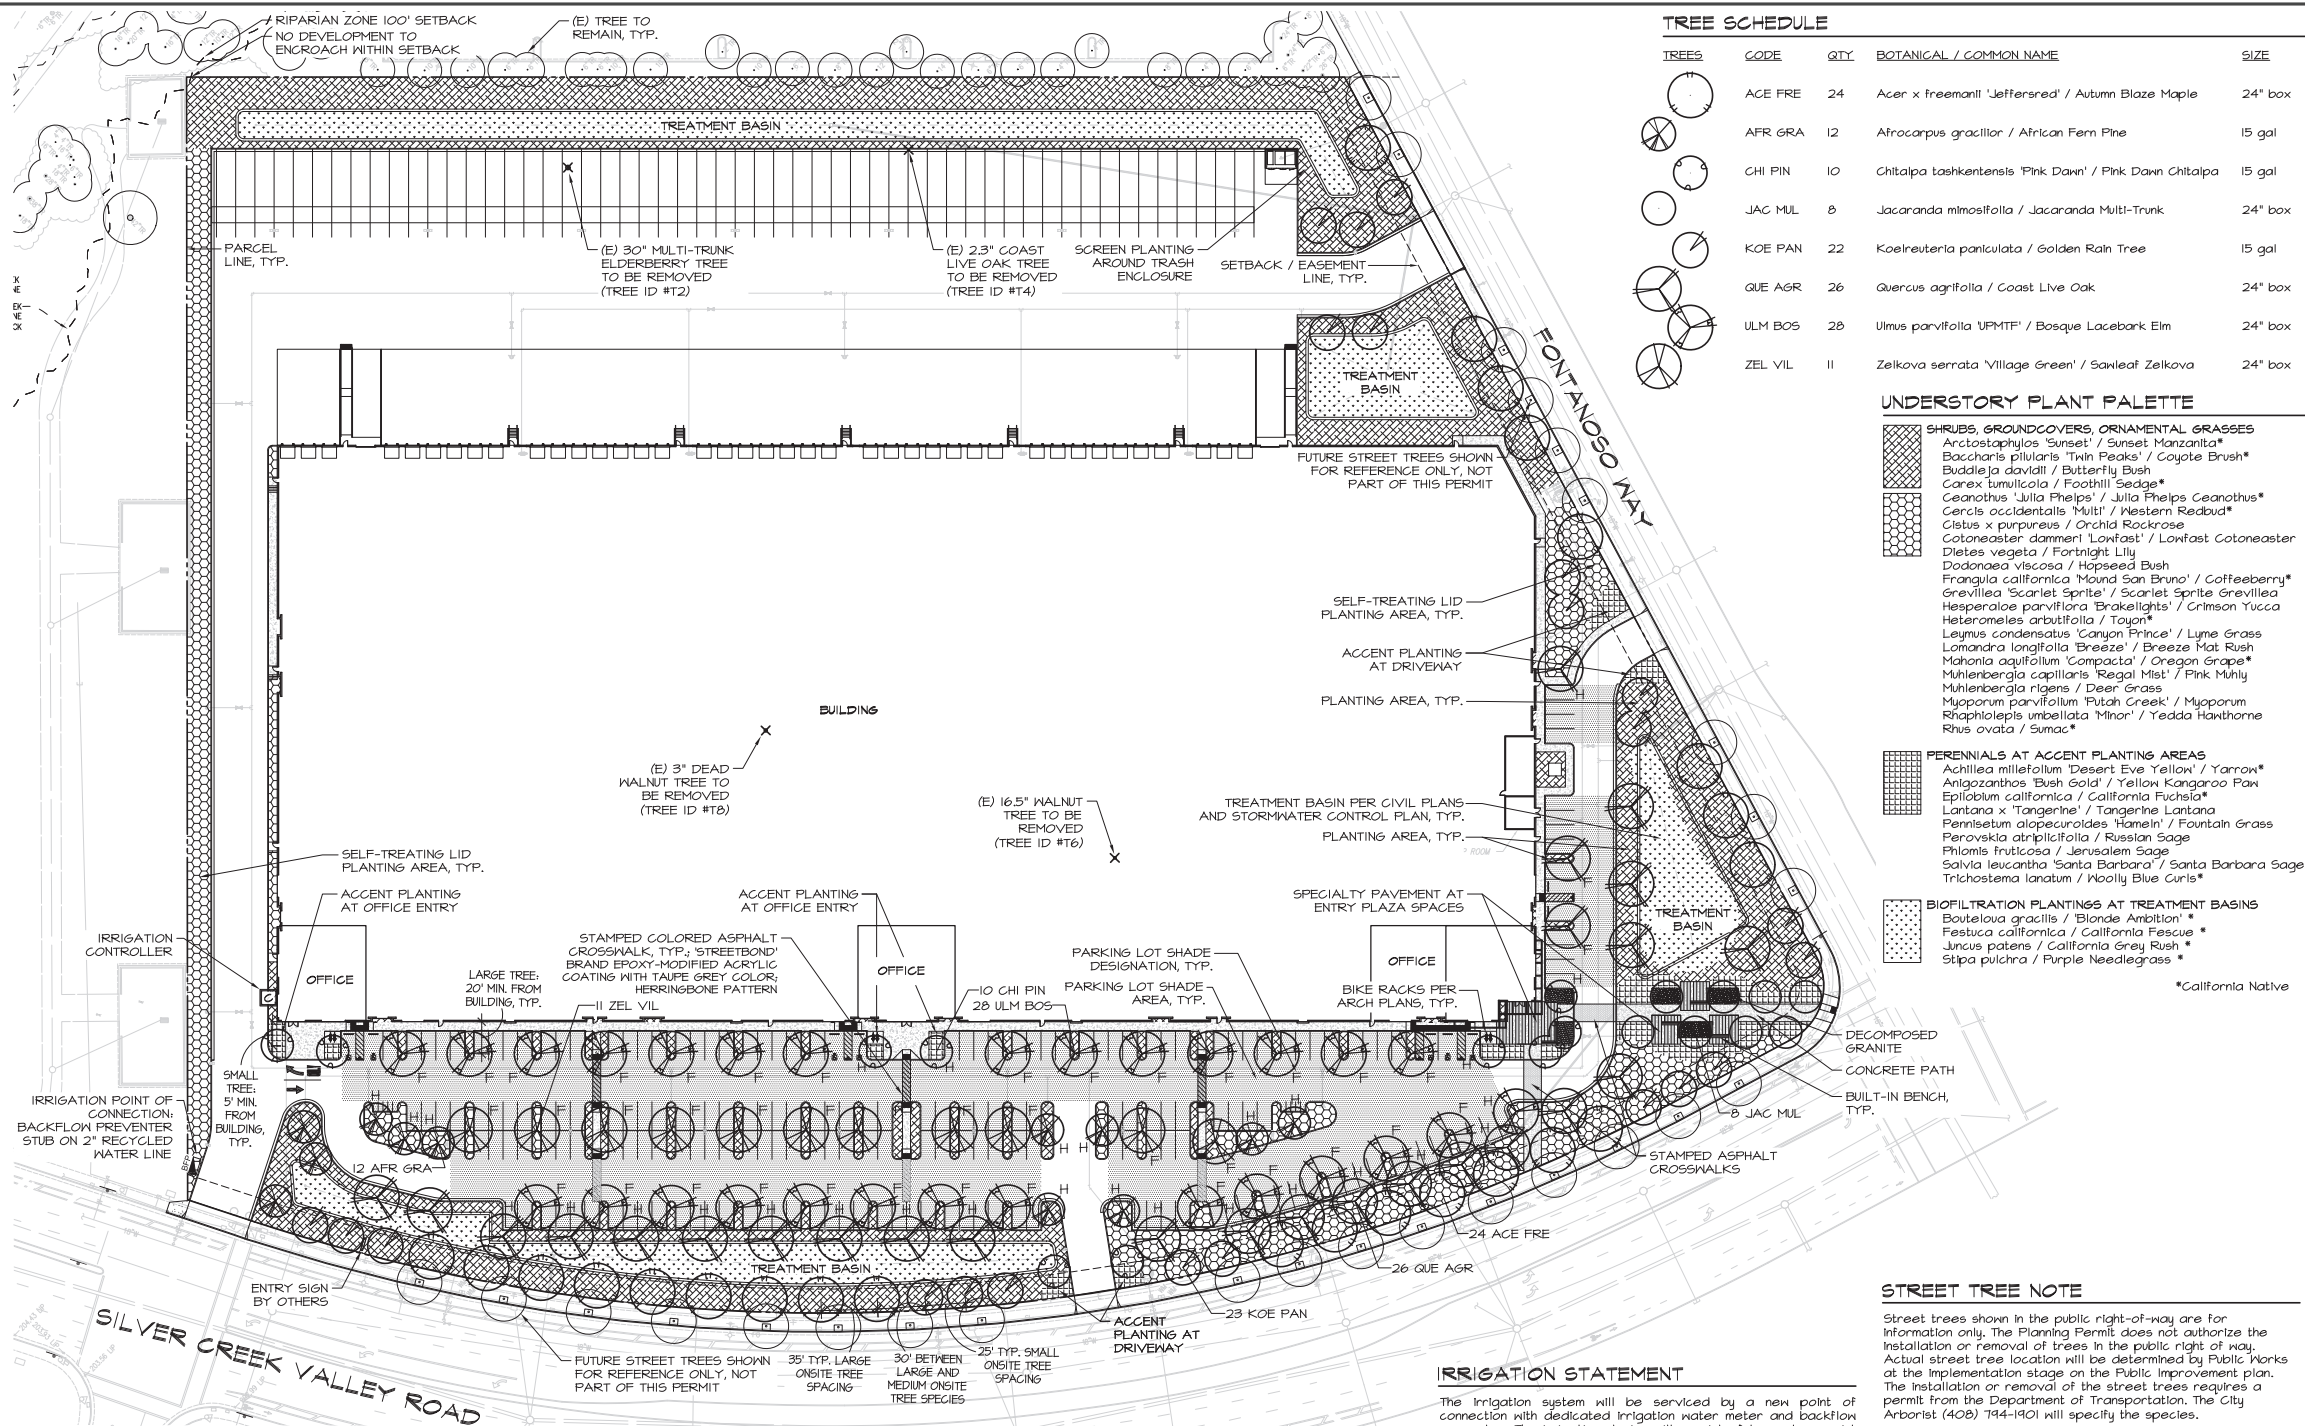 RIPARIAN ZONE 100' SETBACK
NO DEVELOPMENT TO
ENCROACH WITHIN SETBACK
(E) TREE TO
REMAIN, TYP.
TREATMENT BASIN
PARCEL
LINE, TYP.
(E) 30" MULTI-TRUNK
ELDERBERRY TREE
TO BE REMOVED
(TREE ID #T2)
(E) 2.3" COAST
LIVE OAK TREE
TO BE REMOVED
(TREE ID #T4)
SCREEN PLANTING
AROUND TRASH
ENCLOSURE
SETBACK / EASEMENT
LINE, TYP.
TREATMENT
BASIN
FONTANOSO WAY
FUTURE STREET TREES SHOWN
FOR REFERENCE ONLY, NOT
PART OF THIS PERMIT
SELF-TREATING LID
PLANTING AREA, TYP.
ACCENT PLANTING
AT DRIVEWAY
PLANTING AREA, TYP.
BUILDING
(E) 3" DEAD
WALNUT TREE TO
BE REMOVED
(TREE ID #T8)
(E) 16.5" WALNUT
TREE TO BE
REMOVED
(TREE ID #T6)
TREATMENT BASIN PER CIVIL PLANS
AND STORMWATER CONTROL PLAN, TYP.
PLANTING AREA, TYP.
SELF-TREATING LID
PLANTING AREA, TYP.
ACCENT PLANTING
AT OFFICE ENTRY
ACCENT PLANTING
AT OFFICE ENTRY
SPECIALTY PAVEMENT AT
ENTRY PLAZA SPACES
TREATMENT
BASIN
IRRIGATION
CONTROLLER
C
OFFICE
LARGE TREE:
20' MIN. FROM
BUILDING, TYP.
STAMPED COLORED ASPHALT
CROSSWALK, TYP.; 'STREETBOND'
BRAND EPOXY-MODIFIED ACRYLIC
COATING WITH TAUPE GREY COLOR;
HERRINGBONE PATTERN
11 ZEL VIL
OFFICE
10 CHI PIN
28 ULM BOS
PARKING LOT SHADE
DESIGNATION, TYP.
PARKING LOT SHADE
AREA, TYP.
OFFICE
BIKE RACKS PER
ARCH PLANS, TYP.
DECOMPOSED
GRANITE
CONCRETE PATH
BUILT-IN BENCH,
TYP.
8 JAC MUL
STAMPED ASPHALT
CROSSWALKS
SMALL
TREE:
5' MIN.
FROM
BUILDING,
TYP.
IRRIGATION POINT OF
CONNECTION:
BACKFLOW PREVENTER
STUB ON 2" RECYCLED
WATER LINE
BFP
12 AFR GRA
24 ACE FRE
26 QUE AGR
23 KOE PAN
TREATMENT BASIN
ENTRY SIGN
BY OTHERS
ACCENT
PLANTING AT
DRIVEWAY
FUTURE STREET TREES SHOWN
FOR REFERENCE ONLY, NOT
PART OF THIS PERMIT
35' TYP. LARGE
ONSITE TREE
SPACING
30' BETWEEN
LARGE AND
MEDIUM ONSITE
TREE SPECIES
25' TYP. SMALL
ONSITE TREE
SPACING
SILVER CREEK VALLEY ROAD
TREE SCHEDULE
TREES CODE QTY BOTANICAL / COMMON NAME SIZE
ACE FRE 24 Acer x freemanii 'Jeffersred' / Autumn Blaze Maple 24" box
AFR GRA 12 Afrocarpus gracilior / African Fern Pine 15 gal
CHI PIN 10 Chitalpa tashkentensis 'Pink Dawn' / Pink Dawn Chitalpa 15 gal
JAC MUL 8 Jacaranda mimosifolia / Jacaranda Multi-Trunk 24" box
KOE PAN 22 Koelreuteria paniculata / Golden Rain Tree 15 gal
QUE AGR 26 Quercus agrifolia / Coast Live Oak 24" box
ULM BOS 28 Ulmus parvifolia 'UPMTF' / Bosque Lacebark Elm 24" box
ZEL VIL 11 Zelkova serrata 'Village Green' / Sawleaf Zelkova 24" box
UNDERSTORY PLANT PALETTE
SHRUBS, GROUNDCOVERS, ORNAMENTAL GRASSES
Arctostaphylos 'Sunset' / Sunset Manzanita*
Baccharis pilularis 'Twin Peaks' / Coyote Brush*
Buddleja davidii / Butterfly Bush
Carex tumulicola / Foothill Sedge*
Ceanothus 'Julia Phelps' / Julia Phelps Ceanothus*
Cercis occidentalis 'Multi' / Western Redbud*
Cistus x purpureus / Orchid Rockrose
Cotoneaster dammeri 'Lowfast' / Lowfast Cotoneaster
Dietes vegeta / Fortnight Lily
Dodonaea viscosa / Hopseed Bush
Frangula californica 'Mound San Bruno' / Coffeeberry*
Grevillea 'Scarlet Sprite' / Scarlet Sprite Grevillea
Hesperaloe parviflora 'Brakelights' / Crimson Yucca
Heteromeles arbutifolia / Toyon*
Leymus condensatus 'Canyon Prince' / Lyme Grass
Lomandra longifolia 'Breeze' / Breeze Mat Rush
Mahonia aquifolium 'Compacta' / Oregon Grape*
Muhlenbergia capillaris 'Regal Mist' / Pink Muhly
Muhlenbergia rigens / Deer Grass
Myoporum parvifolium 'Putah Creek' / Myoporum
Rhaphiolepis umbellata 'Minor' / Yedda Hawthorne
Rhus ovata / Sumac*
PERENNIALS AT ACCENT PLANTING AREAS
Achillea millefolium 'Desert Eve Yellow' / Yarrow*
Anigozanthos 'Bush Gold' / Yellow Kangaroo Paw
Epilobium californica / California Fuchsia*
Lantana x 'Tangerine' / Tangerine Lantana
Pennisetum alopecuroides 'Hameln' / Fountain Grass
Perovskia atriplicifolia / Russian Sage
Phlomis fruticosa / Jerusalem Sage
Salvia leucantha 'Santa Barbara' / Santa Barbara Sage
Trichostema lanatum / Woolly Blue Curls*
BIOFILTRATION PLANTINGS AT TREATMENT BASINS
Bouteloua gracilis / 'Blonde Ambition' *
Festuca californica / California Fescue *
Juncus patens / California Grey Rush *
Stipa pulchra / Purple Needlegrass *
*California Native
STREET TREE NOTE
Street trees shown in the public right-of-way are for
information only. The Planning Permit does not authorize the
installation or removal of trees in the public right of way.
Actual street tree location will be determined by Public Works
at the implementation stage on the Public Improvement plan.
The installation or removal of the street trees requires a
permit from the Department of Transportation. The City
Arborist (408) 794-1901 will specify the species.
IRRIGATION STATEMENT
The irrigation system will be serviced by a new point of
connection with dedicated irrigation water meter and backflow